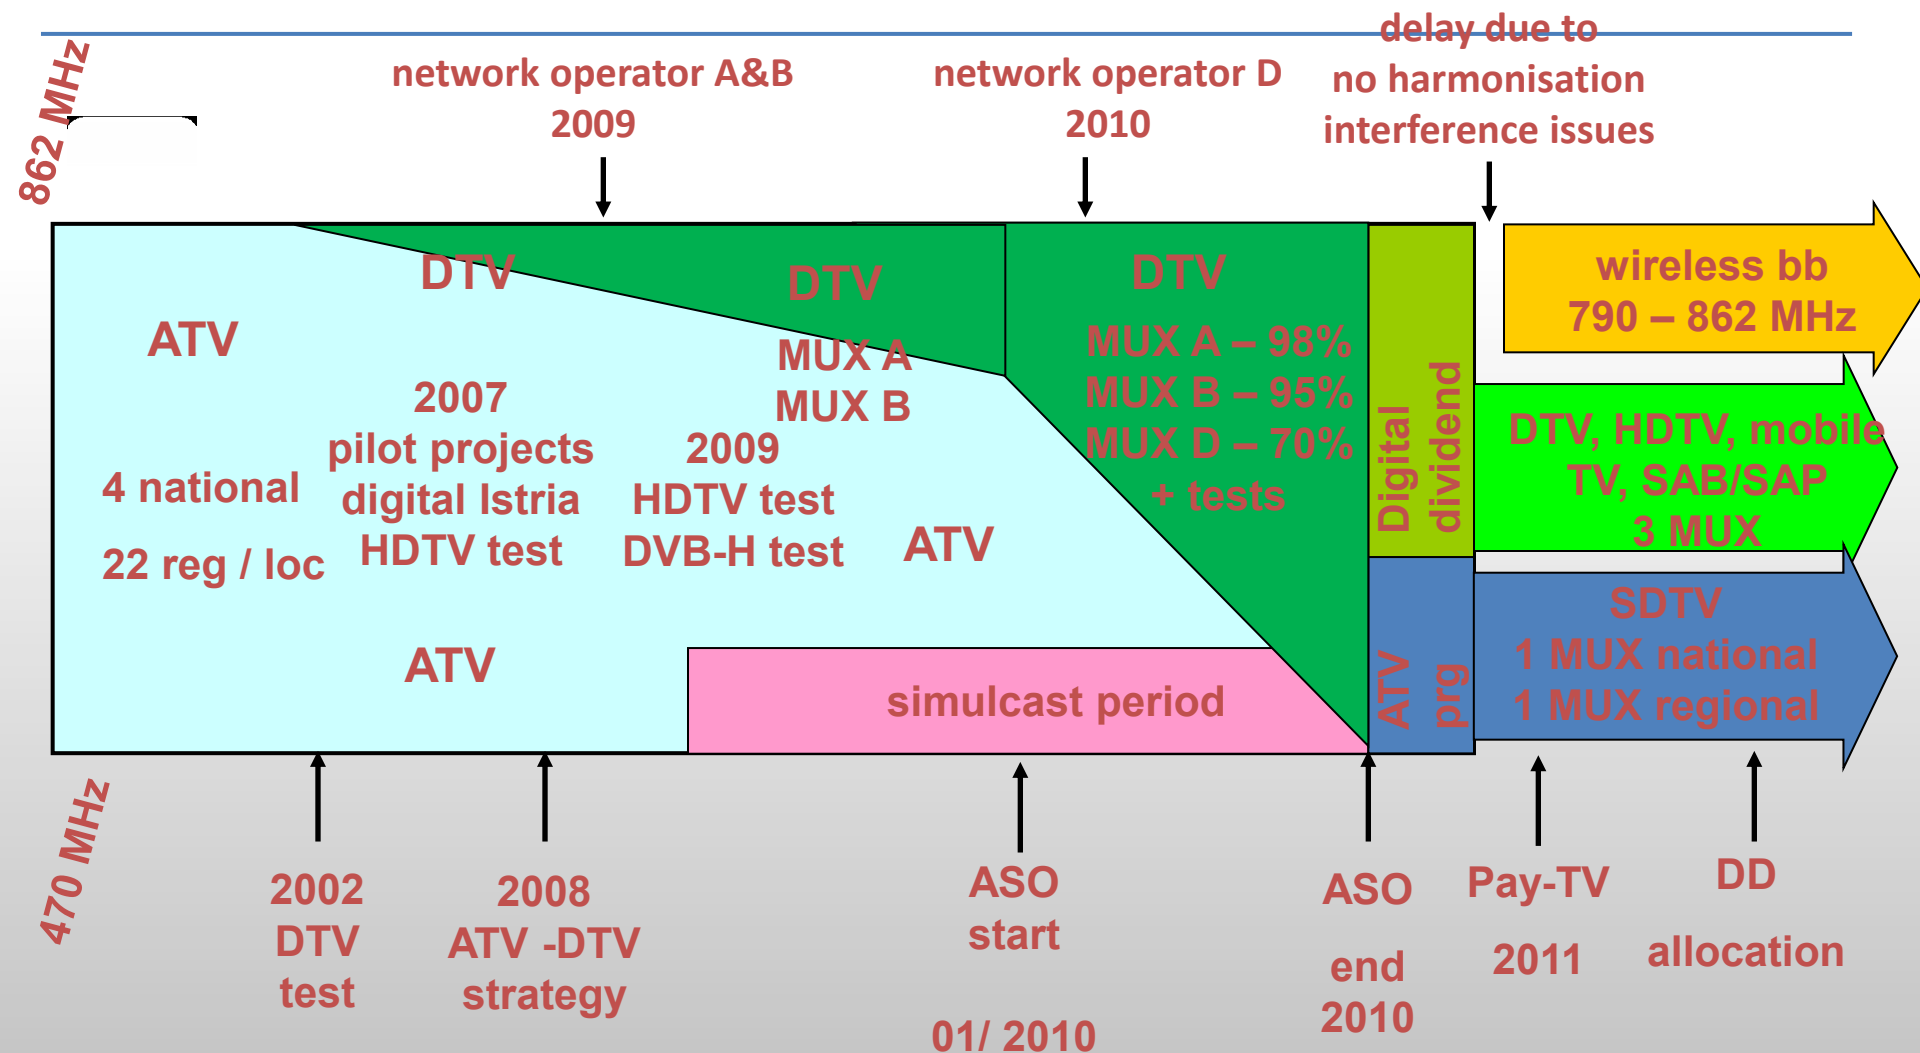 delay due to
no harmonisation
interference issues
network operator A&B
2009
network operator D
2010
862 MHz
DTV
DTV
DTV
ATV
MUX A
MUX B
MUX A – 98%
MUX B – 95%
MUX D – 70%
+ tests
2007
pilot projects
digital Istria
HDTV test
2009
HDTV test
DVB-H test
4 national
22 reg / loc
ATV
ATV
simulcast period
Digital
dividend
ATV
prg
wireless bb
790 – 862 MHz
DTV, HDTV, mobile
TV, SAB/SAP
3 MUX
SDTV
1 MUX national
1 MUX regional
470 MHz
2002
DTV
test
2008
ATV -DTV
strategy
ASO
start
01/ 2010
ASO
end
2010
Pay-TV
2011
DD
allocation